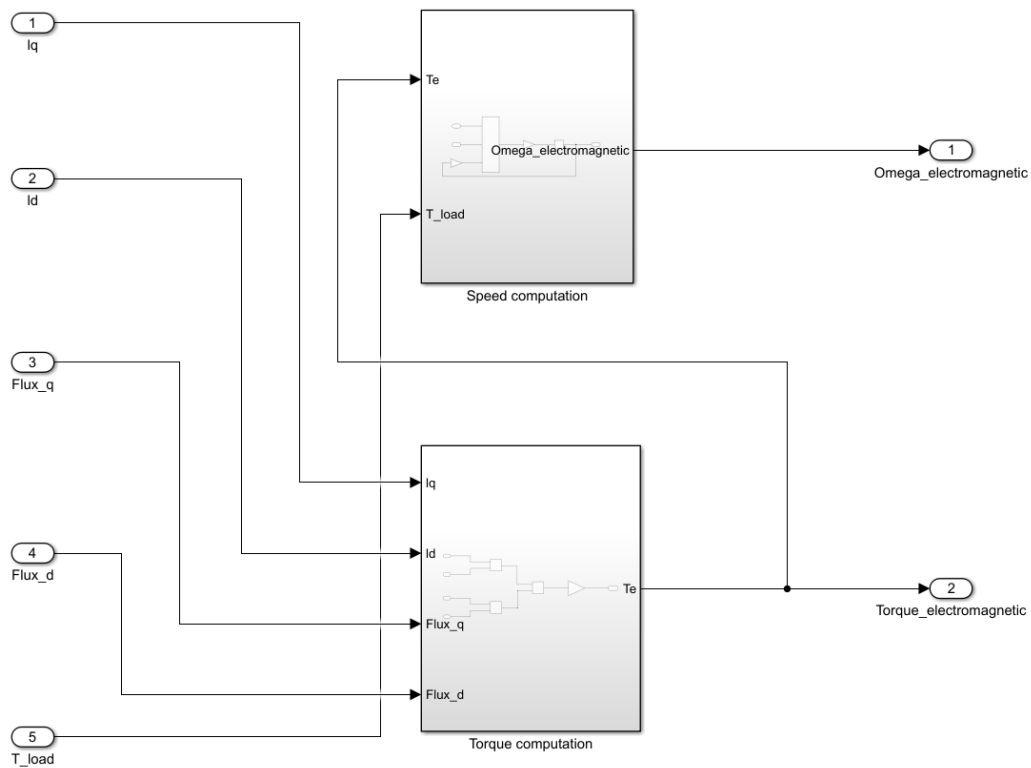 1
Iq
2
Id
3
Flux_q
4
Flux_d
5
T_load
Te
Omega_electromagnetic
T_load
Speed computation
Iq
Id
Flux_q
Flux_d
Te
Torque computation
1
Omega_electromagnetic
2
Torque_electromagnetic